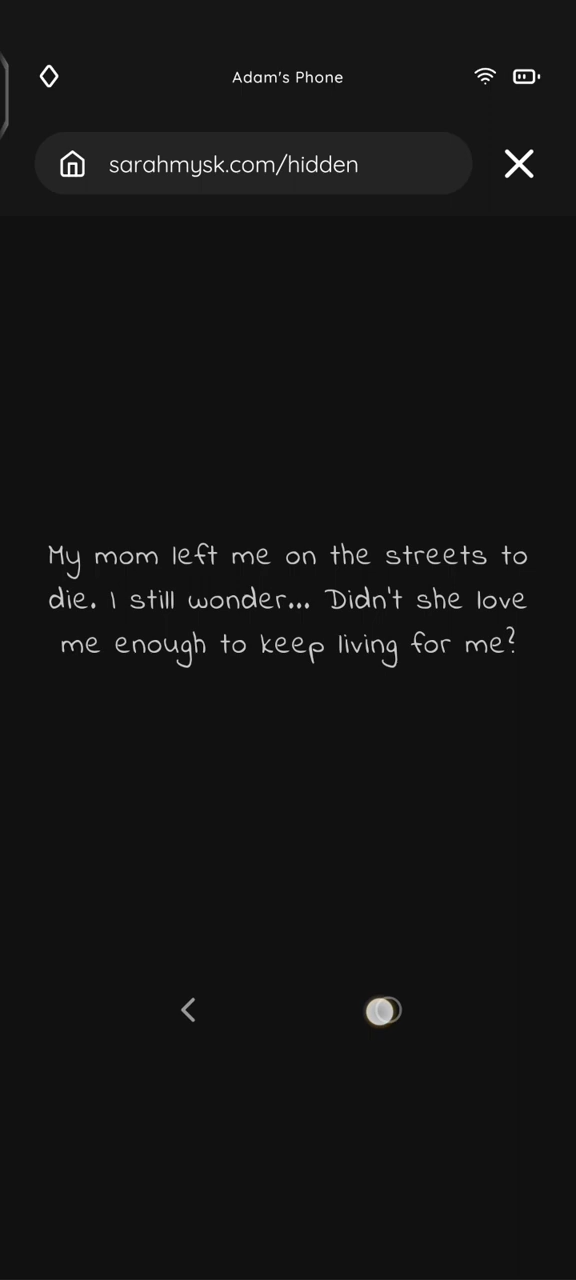 Adam's Phone
sarahmysk.com/hidden
My mom left me on the streets to
die. I still wonder... Didn't she love
me enough to keep living for me?